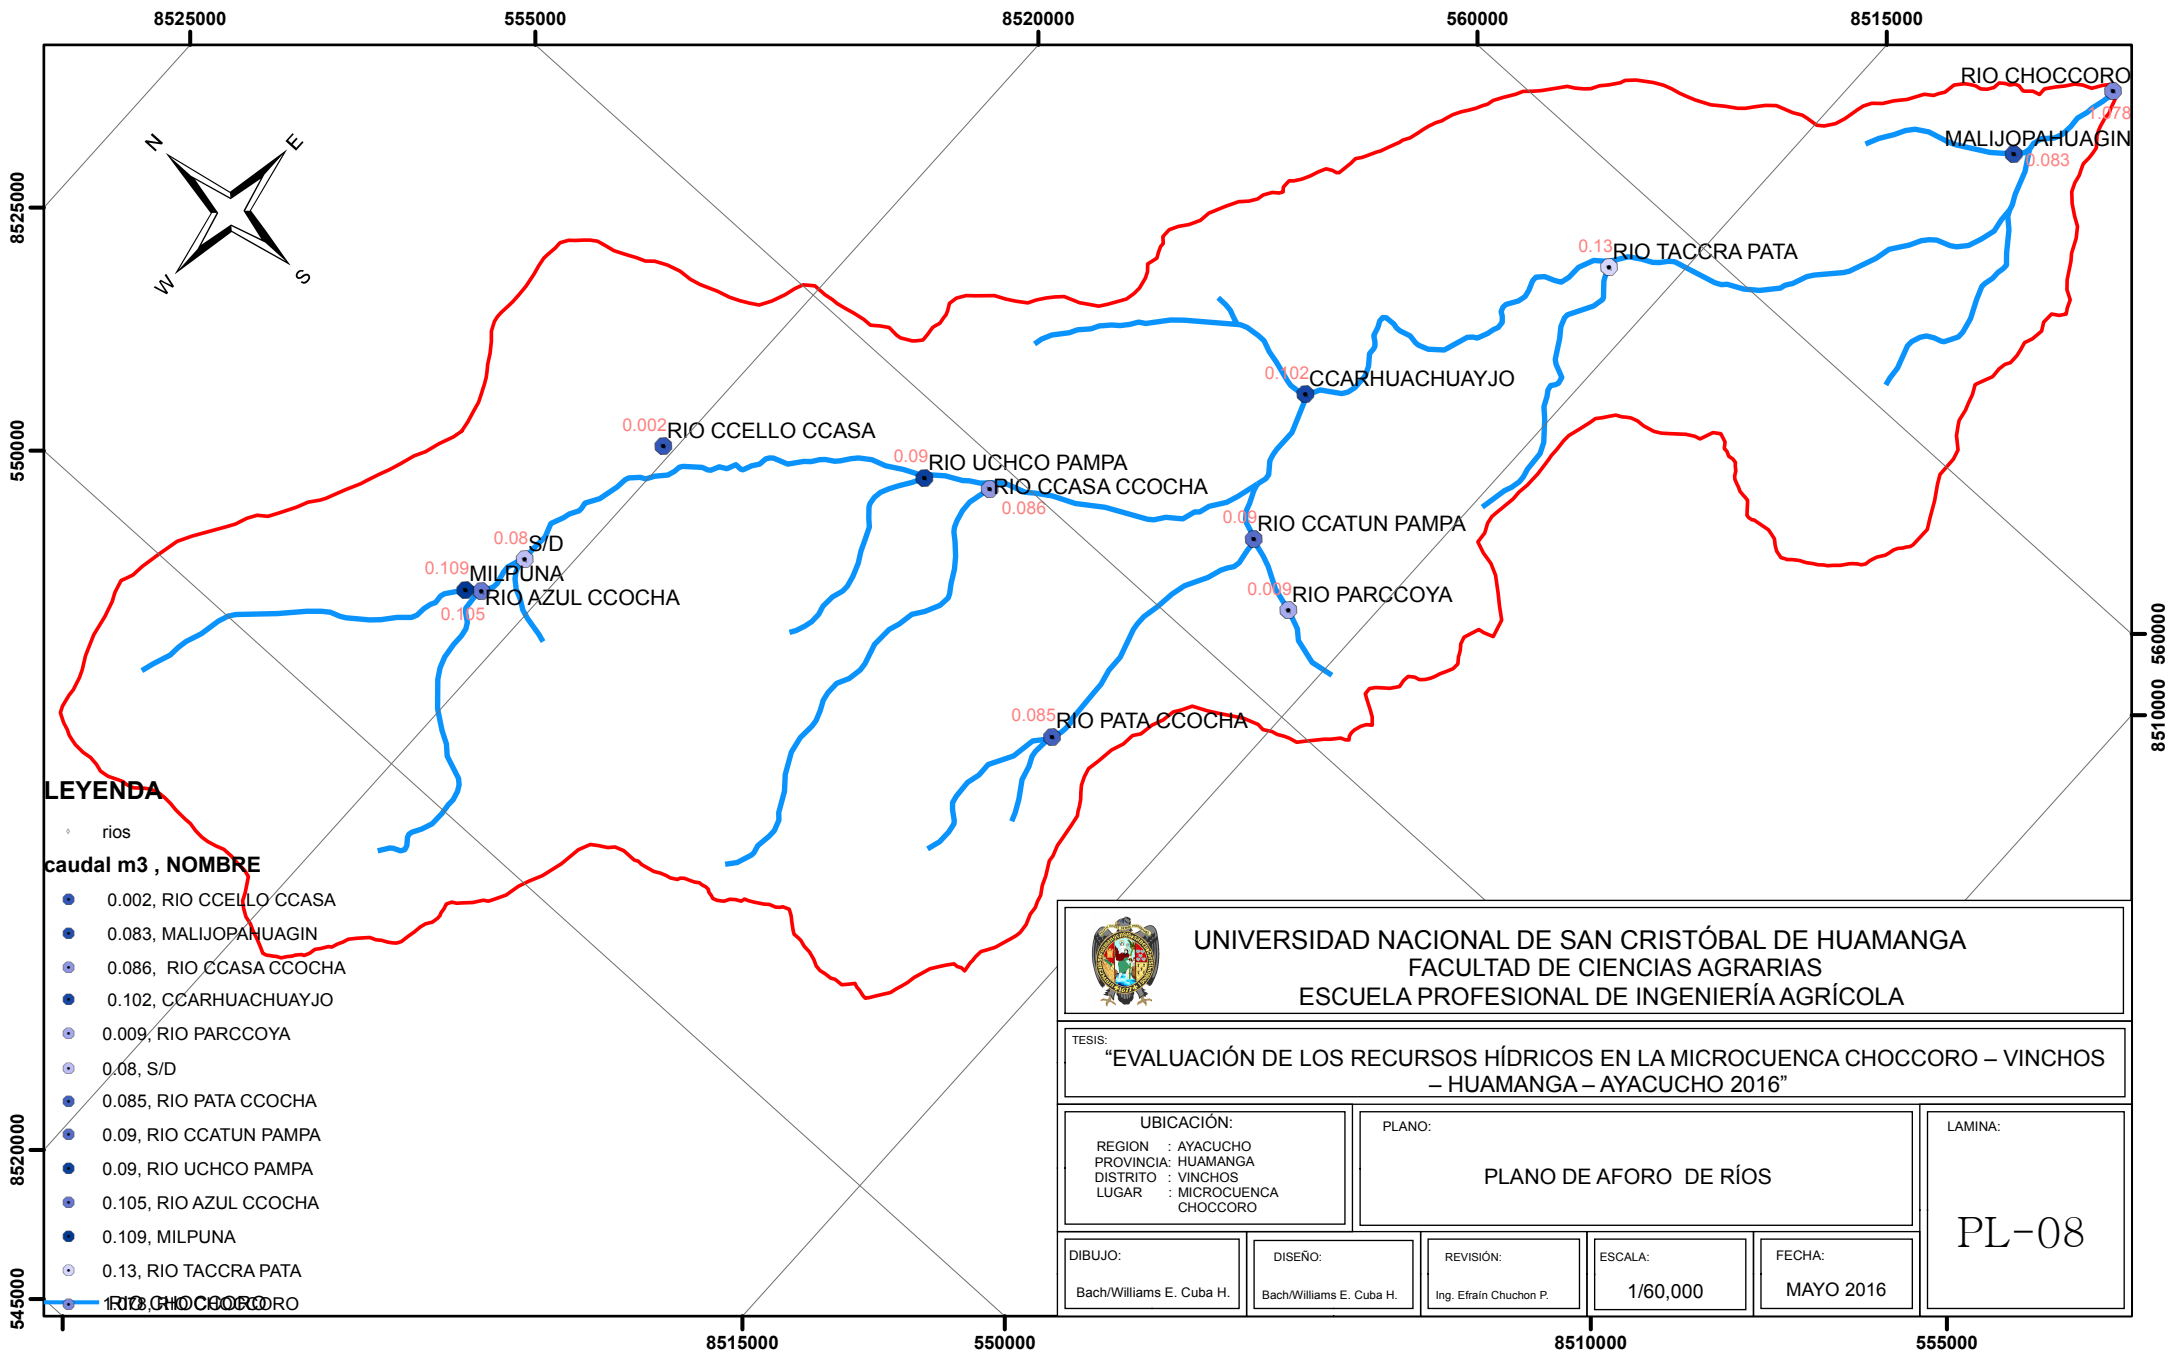 8525000
555000
8520000
560000
8515000
RIO CHOCCORO
1.078
N
E
W
S
MALIJOPAHUAGIN
0.083
8525000
0.13
RIO TACCRA PATA
0.102
CCARHUACHUAYJO
0.002
RIO CCELLO CCASA
550000
0.09
RIO UCHCO PAMPA
RIO CCASA CCOCHA
0.086
0.09
RIO CCATUN PAMPA
0.08
S/D
0.109
MILPUNA
RIO AZUL CCOCHA
0.105
0.009
RIO PARCCOYA
560000
0.085
RIO PATA CCOCHA
8510000
LEYENDA
rios
caudal m3 , NOMBRE
0.002, RIO CCELLO CCASA
0.083, MALIJOPAHUAGIN
0.086, RIO CCASA CCOCHA
0.102, CCARHUACHUAYJO
0.009, RIO PARCCOYA
0.08, S/D
0.085, RIO PATA CCOCHA
0.09, RIO CCATUN PAMPA
0.09, RIO UCHCO PAMPA
0.105, RIO AZUL CCOCHA
0.109, MILPUNA
0.13, RIO TACCRA PATA
1.078, RIO CHOCCORO
RIO CHOCCORO
8520000
545000
8515000
550000
8510000
555000
UNIVERSIDAD NACIONAL DE SAN CRISTÓBAL DE HUAMANGA
FACULTAD DE CIENCIAS AGRARIAS
ESCUELA PROFESIONAL DE INGENIERÍA AGRÍCOLA
TESIS:
“EVALUACIÓN DE LOS RECURSOS HÍDRICOS EN LA MICROCUENCA CHOCCORO – VINCHOS
– HUAMANGA – AYACUCHO 2016”
UBICACIÓN:
REGION : AYACUCHO
PROVINCIA: HUAMANGA
DISTRITO : VINCHOS
LUGAR : MICROCUENCA
CHOCCORO
PLANO:
PLANO DE AFORO DE RÍOS
LAMINA:
PL-08
DIBUJO:
Bach/Williams E. Cuba H.
DISEÑO:
Bach/Williams E. Cuba H.
REVISIÓN:
Ing. Efraín Chuchon P.
ESCALA:
1/60,000
FECHA:
MAYO 2016